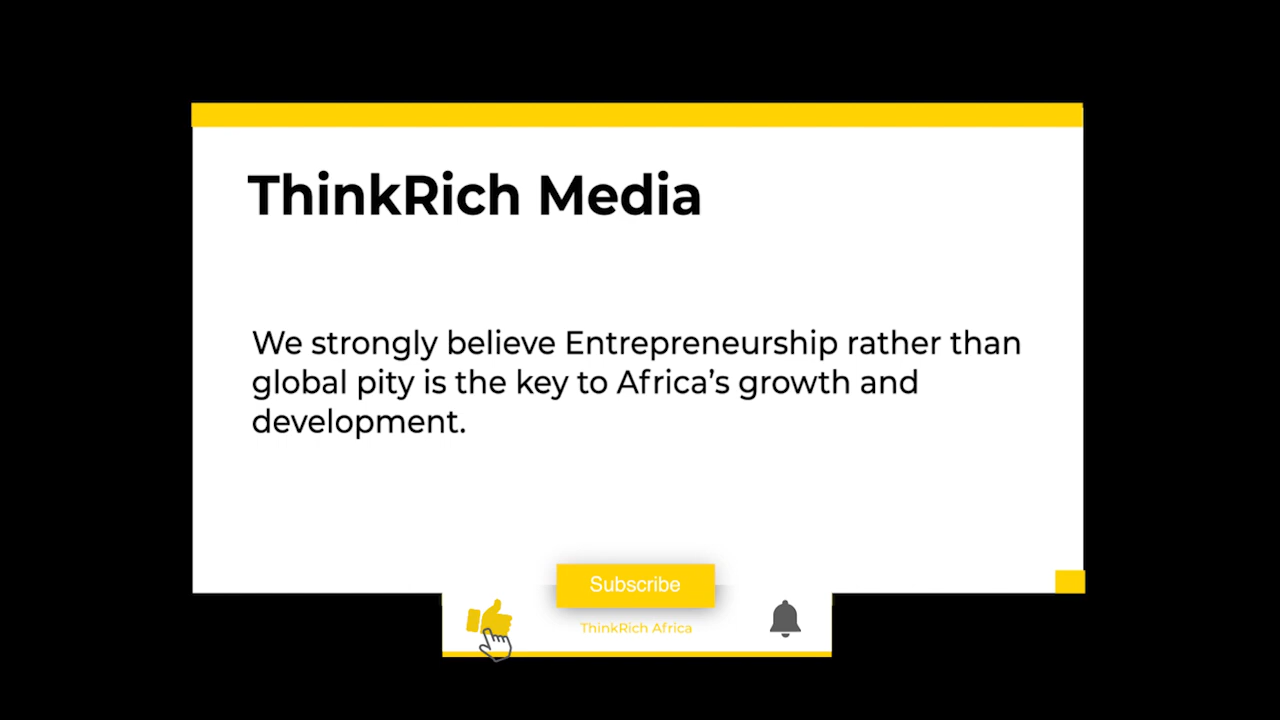 ThinkRich Media
We strongly believe Entrepreneurship rather than
global pity is the key to Africa’s growth and
development.
Subscribe
ThinkRich Africa